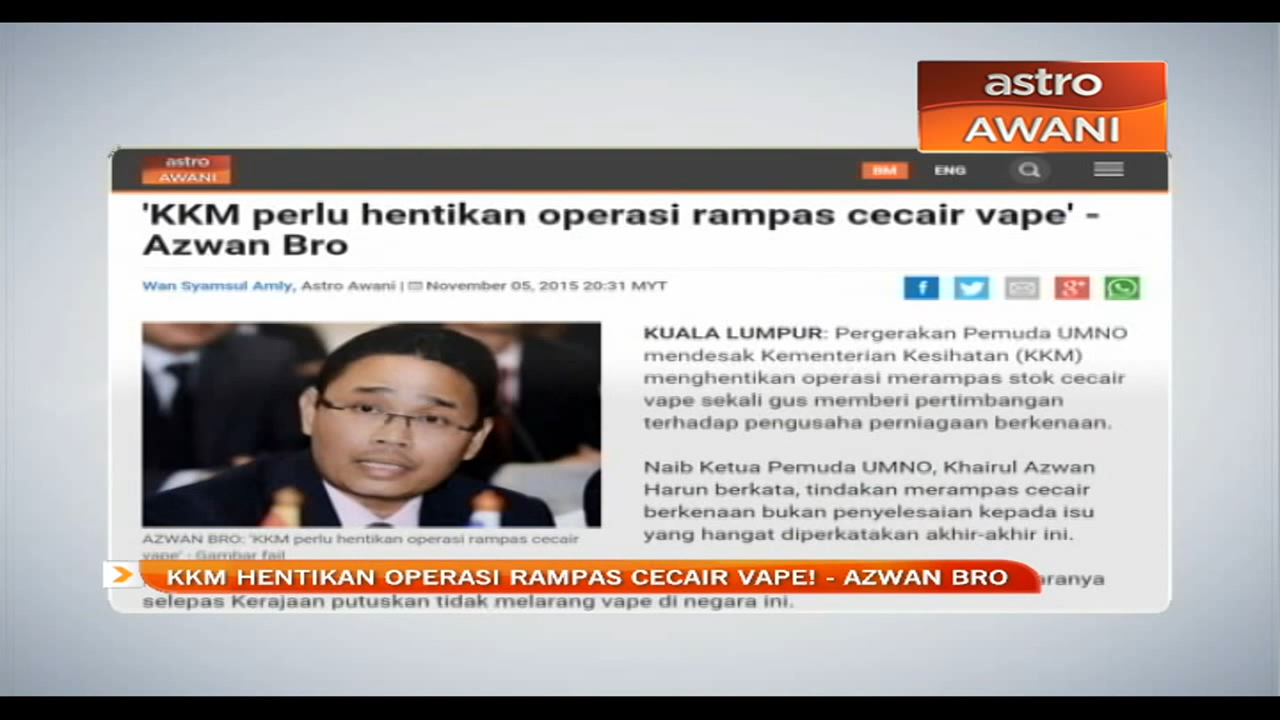 astro
AWANI
astro
AWANI
BM ENG
'KKM perlu hentikan operasi rampas cecair vape' -
Azwan Bro
Wan Syamsul Amly, Astro Awani | November 05, 2015 20:31 MYT
KUALA LUMPUR: Pergerakan Pemuda UMNO
mendesak Kementerian Kesihatan (KKM)
menghentikan operasi merampas stok cecair
vape sekali gus memberi pertimbangan
terhadap pengusaha perniagaan berkenaan.
Naib Ketua Pemuda UMNO, Khairul Azwan
Harun berkata, tindakan merampas cecair
berkenaan bukan penyelesaian kepada isu
yang hangat diperkatakan akhir-akhir ini.
AZWAN BRO: 'KKM perlu hentikan operasi rampas cecair
vape' - Gambar fail
KKM HENTIKAN OPERASI RAMPAS CECAIR VAPE! - AZWAN BRO
selepas Kerajaan putuskan tidak melarang vape di negara ini.